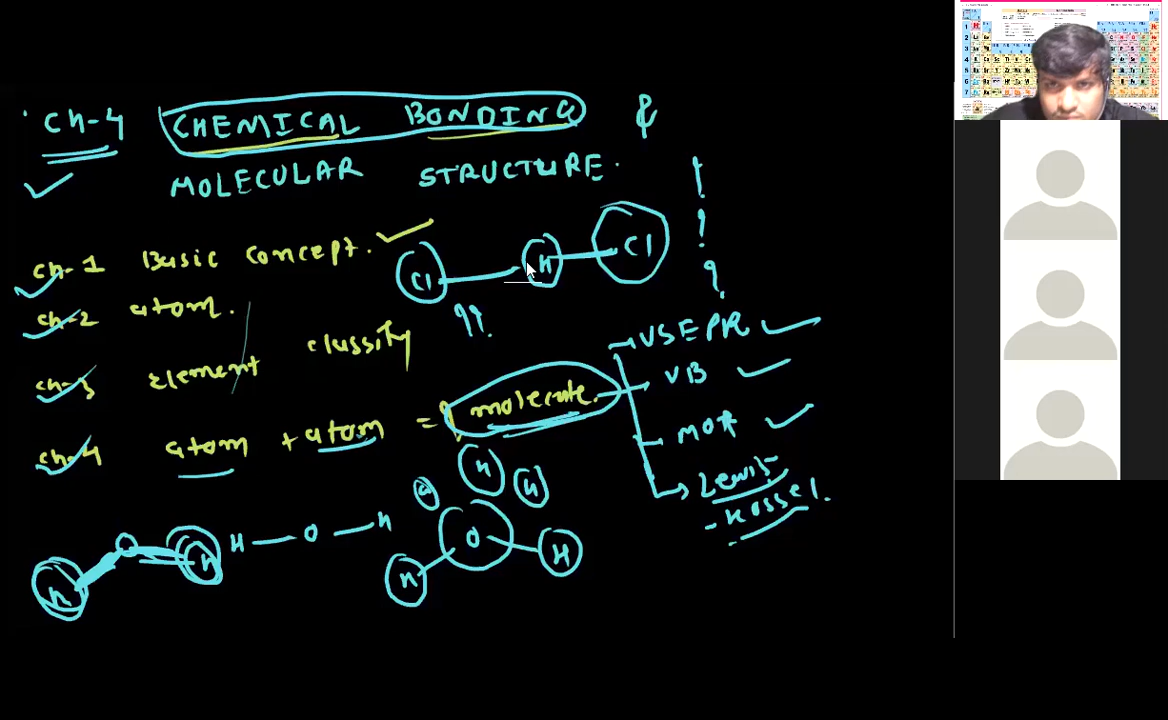 Ch-4 CHEMICAL BONDING &
MOLECULAR STRUCTURE.
Ch-1 Basic concept.
Cl H Cl
??
!
?
?
Ch-2 atom.
Ch-3 element classify
Ch-4 atom + atom = molecule.
VSEPR
VB
MOT
Lewis-
- Kossel.
H O H
H - O - H
H H
Cl
O
H H